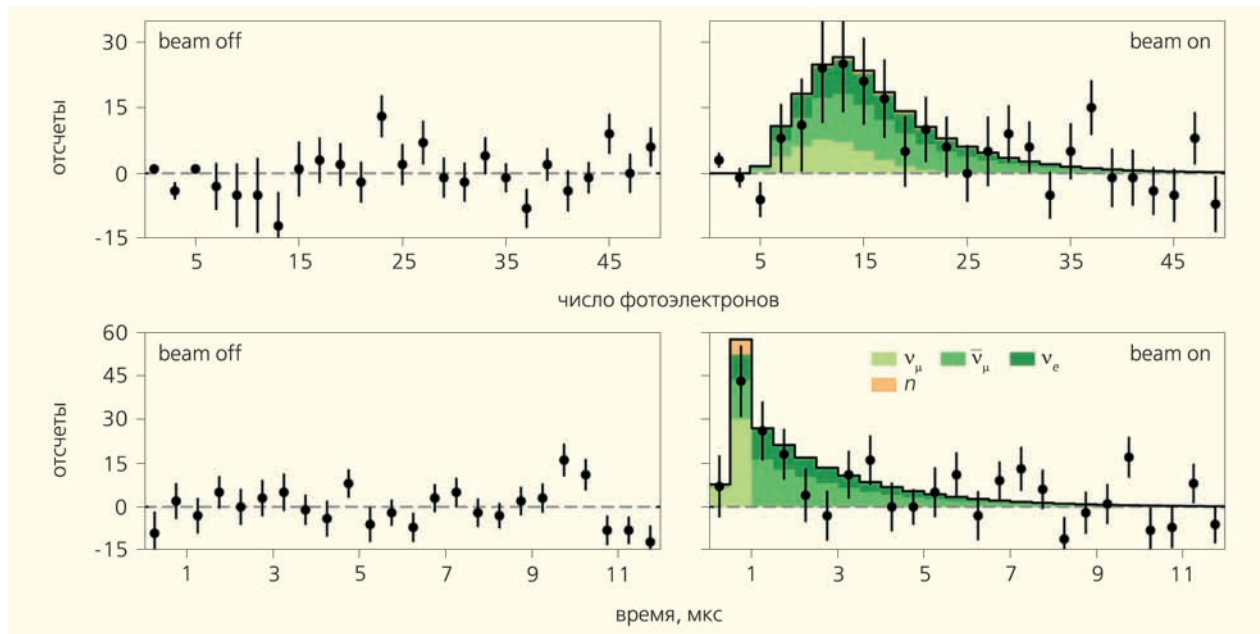 beam off
beam on
30
15
0
-15
отсчеты
5 15 25 35 45
5 15 25 35 45
число фотоэлектронов
beam off
beam on
60
45
30
15
0
-15
отсчеты
ν_μ ν̅_μ ν_e
n
1 3 5 7 9 11
1 3 5 7 9 11
время, мкс